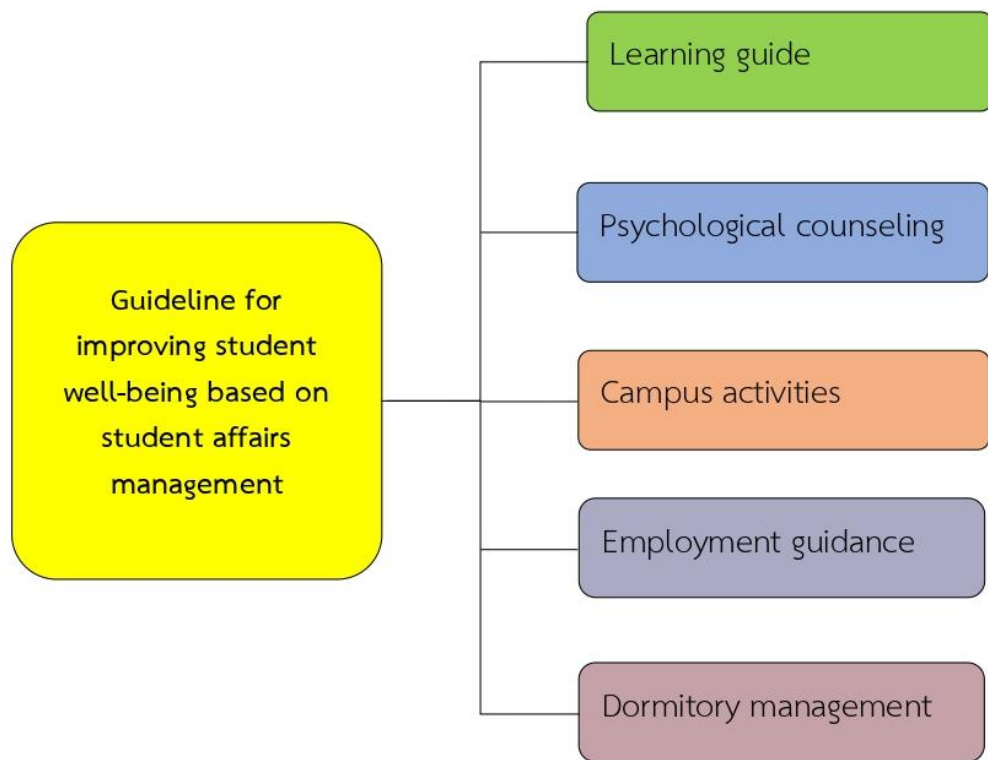 Guideline for
improving student
well-being based on
student affairs
management
Learning guide
Psychological counseling
Campus activities
Employment guidance
Dormitory management